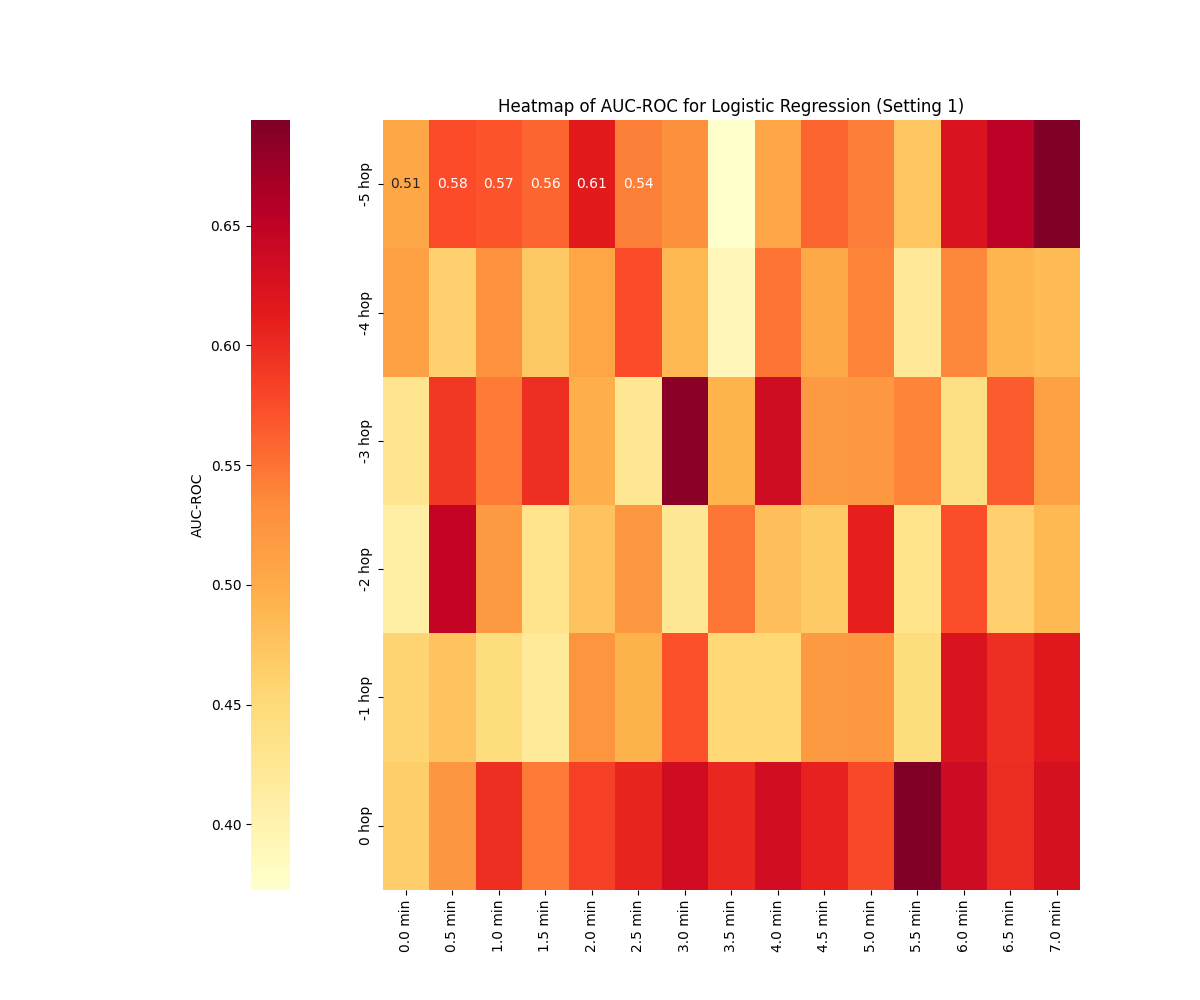 Heatmap of AUC-ROC for Logistic Regression (Setting 1)
AUC-ROC
0.65
0.60
0.55
0.50
0.45
0.40
-5 hop
-4 hop
-3 hop
-2 hop
-1 hop
0 hop
0.51 0.58 0.57 0.56 0.61 0.54
0.0 min
0.5 min
1.0 min
1.5 min
2.0 min
2.5 min
3.0 min
3.5 min
4.0 min
4.5 min
5.0 min
5.5 min
6.0 min
6.5 min
7.0 min